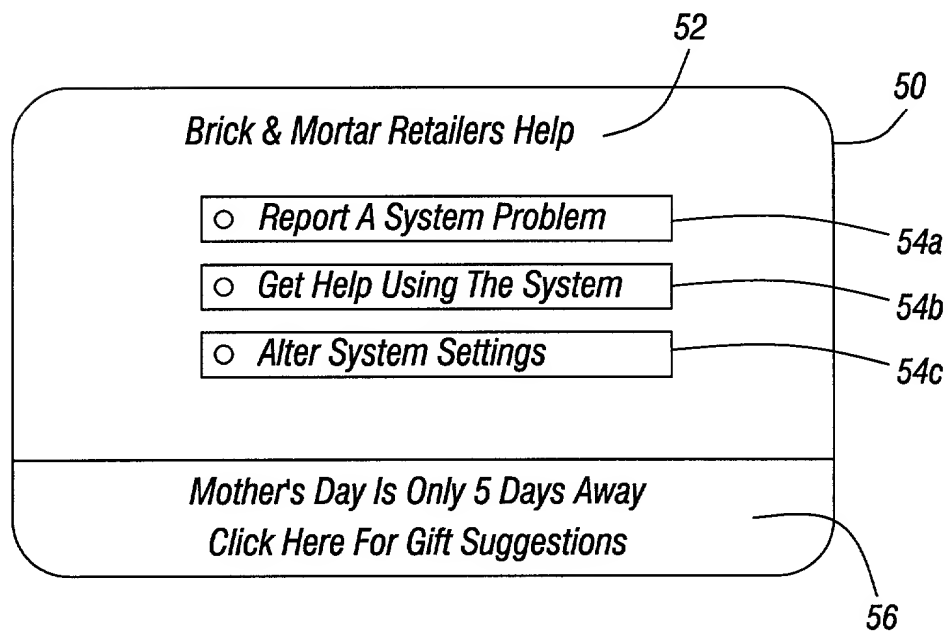 52
50
Brick & Mortar Retailers Help
Report A System Problem
54a
Get Help Using The System
54b
Alter System Settings
54c
Mother's Day Is Only 5 Days Away
Click Here For Gift Suggestions
56